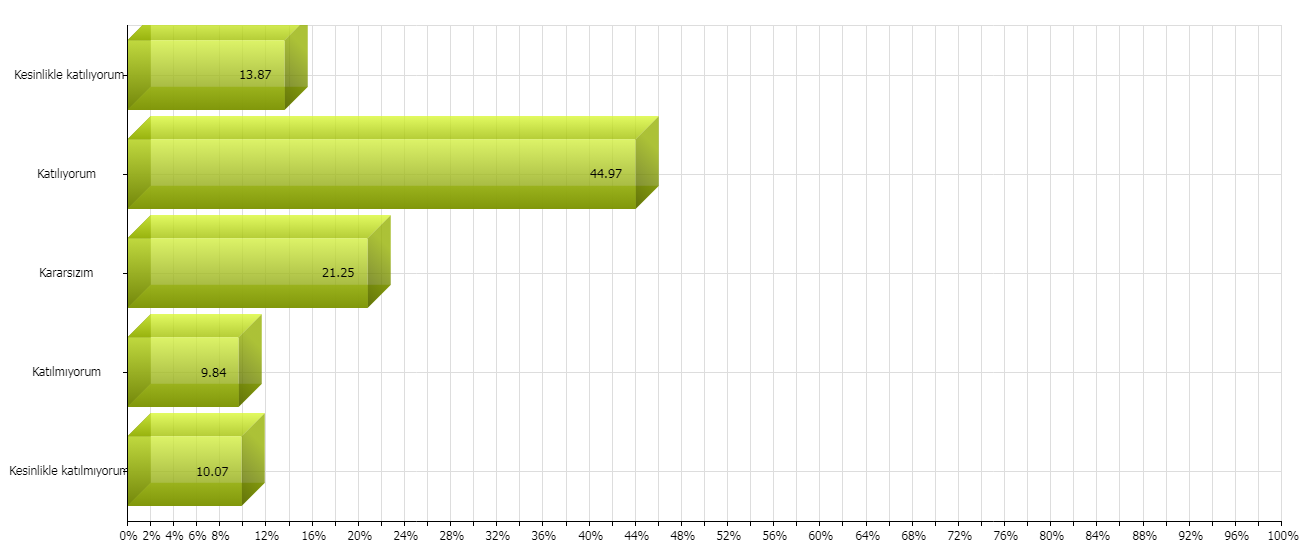 Kesinlikle katılıyorum
13.87
Katılıyorum
44.97
Kararsızım
21.25
Katılmıyorum
9.84
Kesinlikle katılmıyorum
10.07
0% 2% 4% 6% 8% 12% 16% 20% 24% 28% 32% 36% 40% 44% 48% 52% 56% 60% 64% 68% 72% 76% 80% 84% 88% 92% 96% 100%